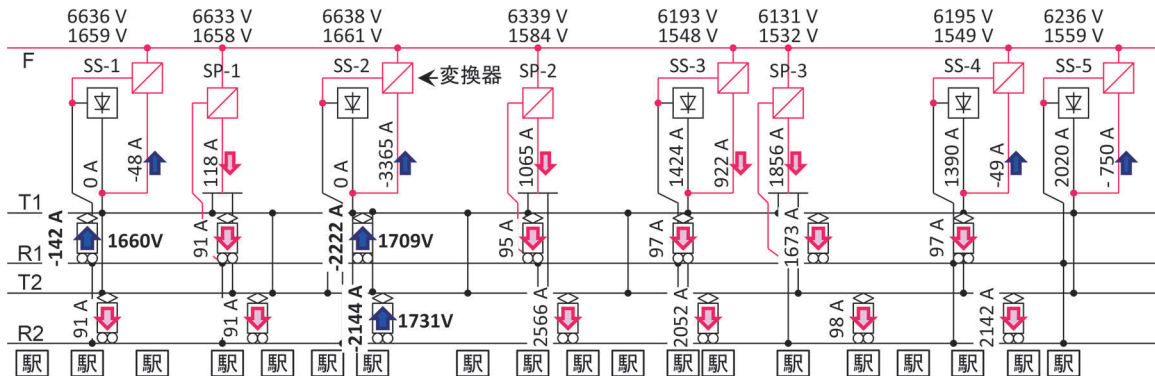 6636 V 6633 V 6638 V 6339 V 6193 V 6131 V 6195 V 6236 V
1659 V 1658 V 1661 V 1584 V 1548 V 1532 V 1549 V 1559 V
F
SS-1 SP-1 SS-2 ←変換器 SP-2 SS-3 SP-3 SS-4 SS-5
0 A -48 A 118 A 0 A -3365 A 1065 A 1424 A 922 A 1856 A 1390 A -49 A 2020 A -750 A
T1
-142 A 1660V 91 A -2222 A 1709V 95 A 97 A 1673 A 97 A
R1
T2
91 A 91 A -2144 A 1731V 2566 A 2052 A 98 A 2142 A
R2
駅 駅 駅 駅 駅 駅 駅 駅 駅 駅 駅 駅 駅 駅 駅 駅 駅 駅